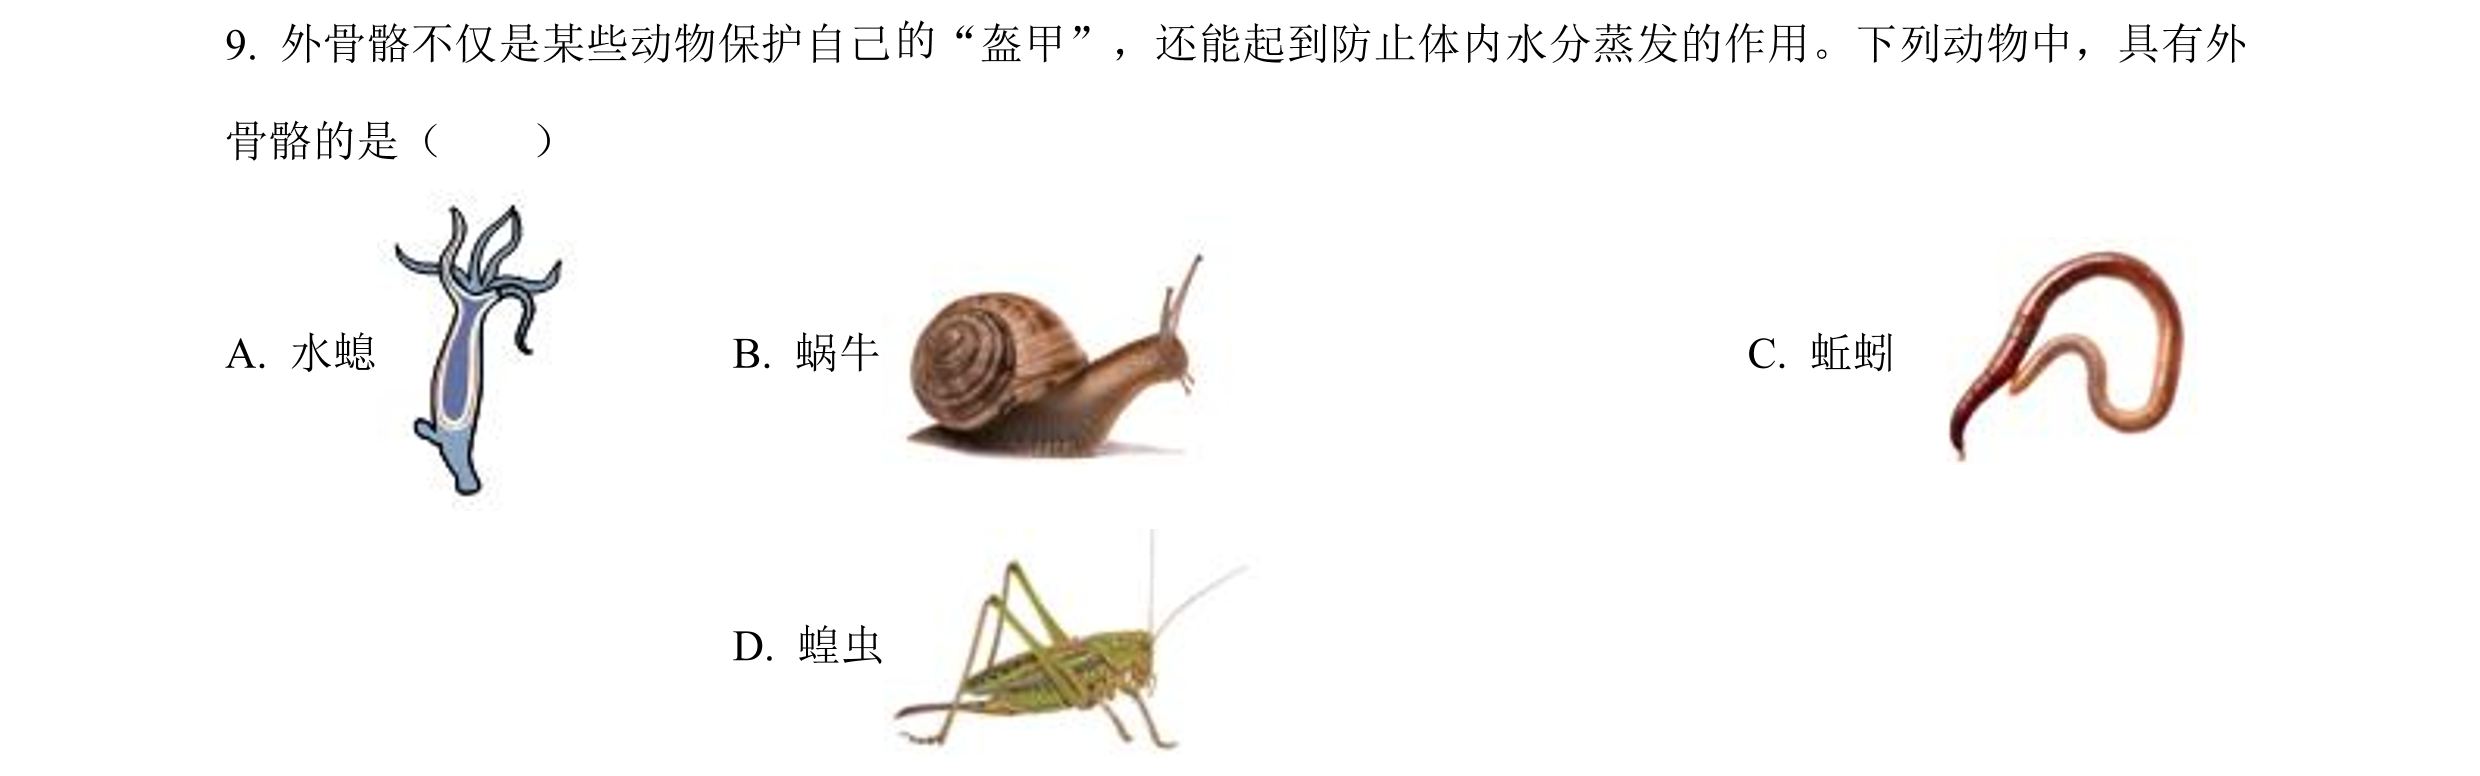 9. 外骨骼不仅是某些动物保护自己的“盔甲”，还能起到防止体内水分蒸发的作用。下列动物中，具有外
骨骼的是（　　）
A. 水螅
B. 蜗牛
C. 蚯蚓
D. 蝗虫